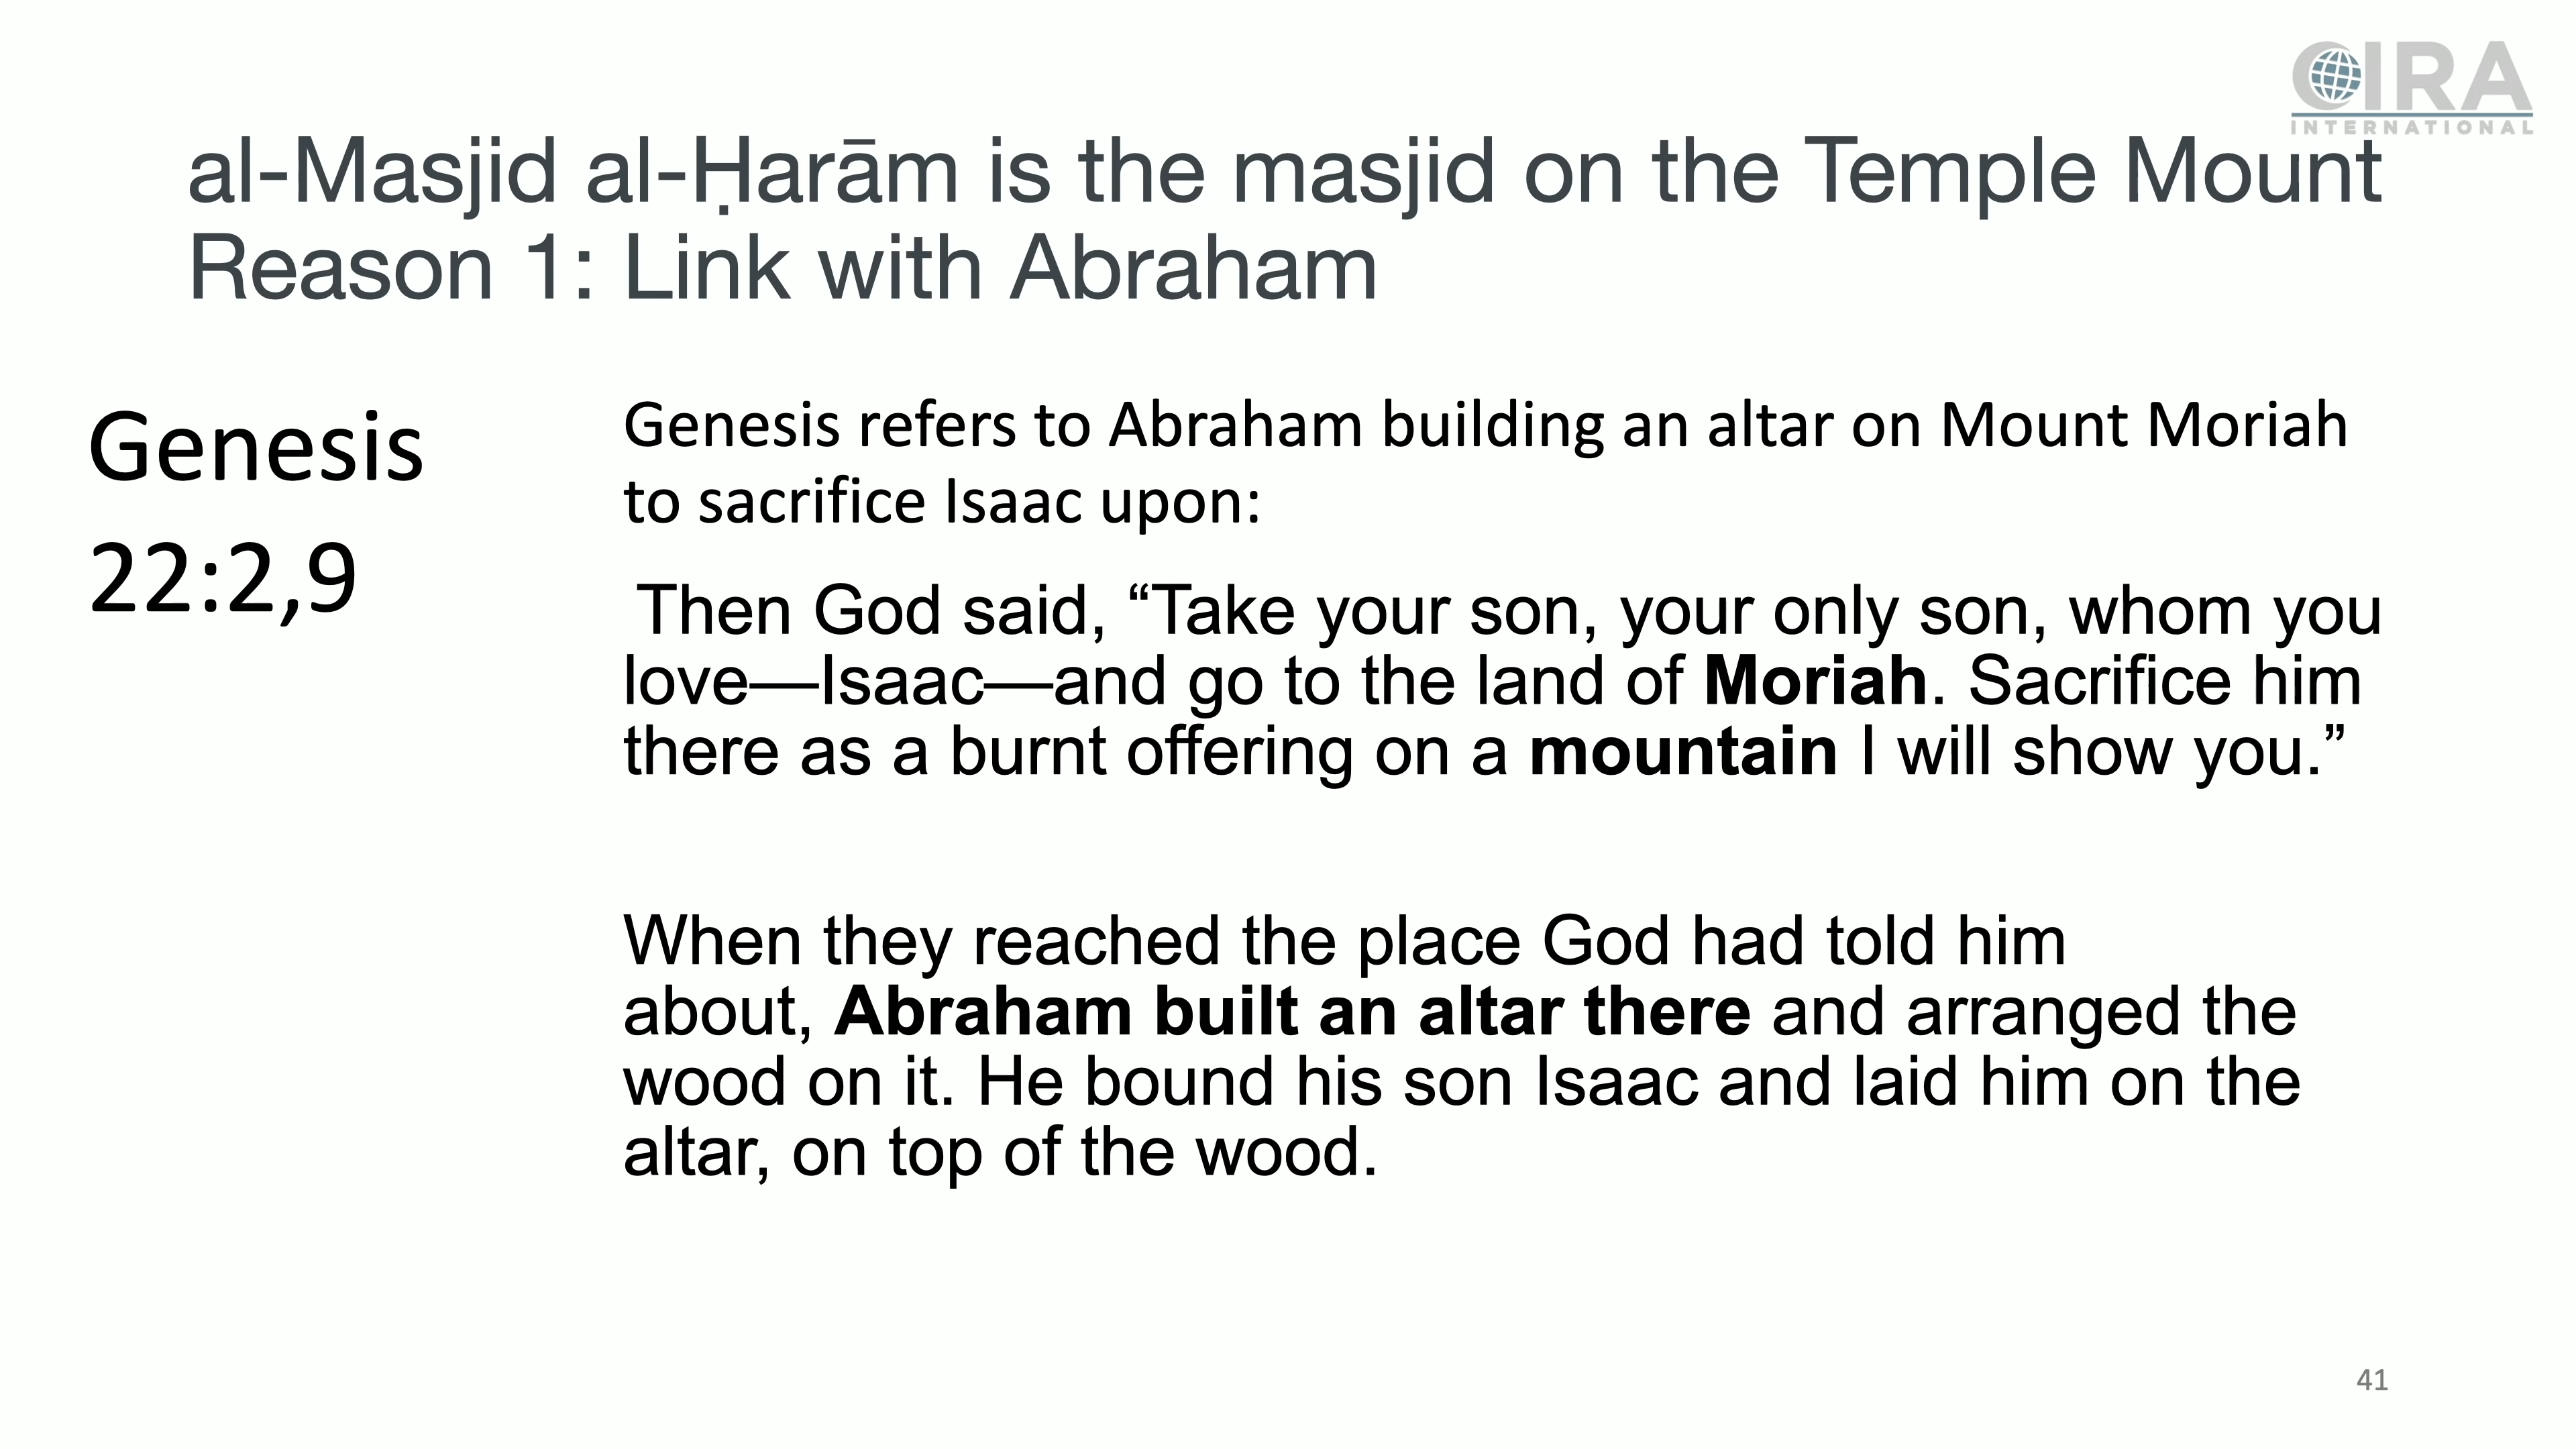 CIRA
INTERNATIONAL
al-Masjid al-Ḥarām is the masjid on the Temple Mount
Reason 1: Link with Abraham
Genesis
22:2,9
Genesis refers to Abraham building an altar on Mount Moriah
to sacrifice Isaac upon:
Then God said, “Take your son, your only son, whom you
love—Isaac—and go to the land of Moriah. Sacrifice him
there as a burnt offering on a mountain I will show you.”
When they reached the place God had told him
about, Abraham built an altar there and arranged the
wood on it. He bound his son Isaac and laid him on the
altar, on top of the wood.
41